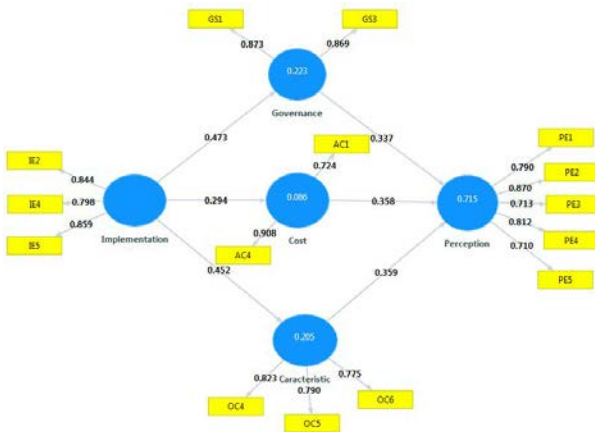 GS1
GS3
0.873
0.869
0.223
Governance
0.473
0.337
AC1
0.724
IE2
0.844
IE4
0.798
IE5
0.859
Implementation
0.294
0.086
Cost
0.358
AC4
0.908
0.715
Perception
PE1
0.790
PE2
0.870
PE3
0.713
PE4
0.812
PE5
0.710
0.452
0.359
0.205
Caracteristic
0.823
0.790
0.775
OC4
OC5
OC6